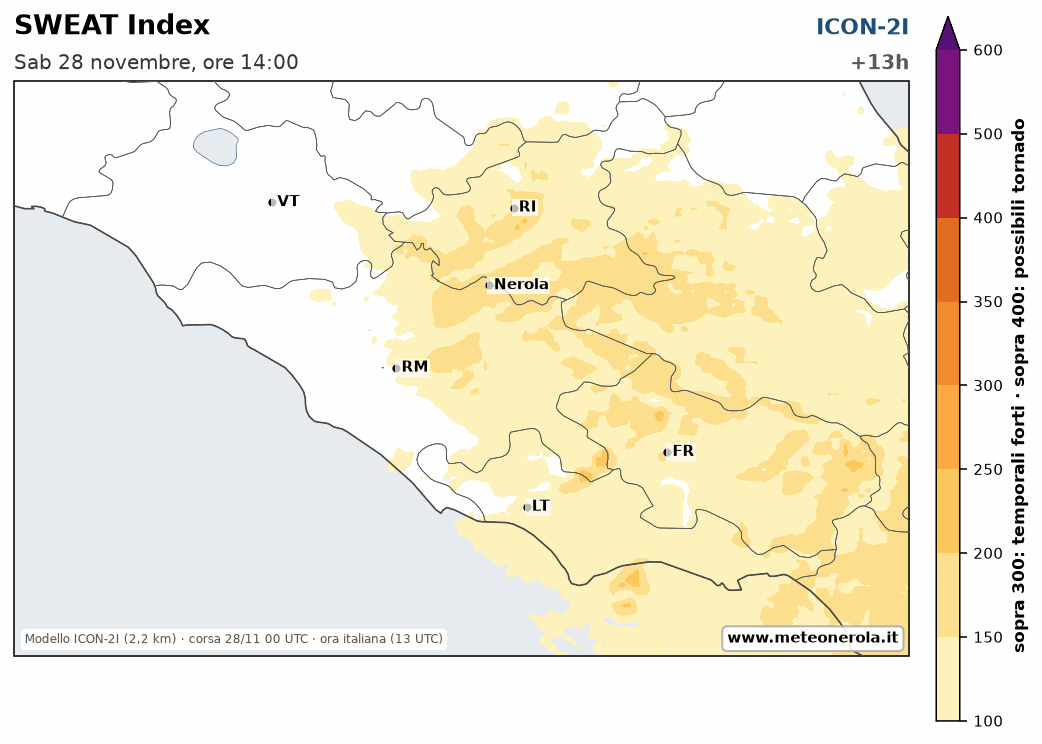 SWEAT Index
ICON-2I
Sab 28 novembre, ore 14:00
+13h
VT
RI
Nerola
RM
FR
LT
Modello ICON-2I (2,2 km) · corsa 28/11 00 UTC · ora italiana (13 UTC)
www.meteonerola.it
600
500
400
350
300
250
200
150
100
sopra 300: temporali forti · sopra 400: possibili tornado